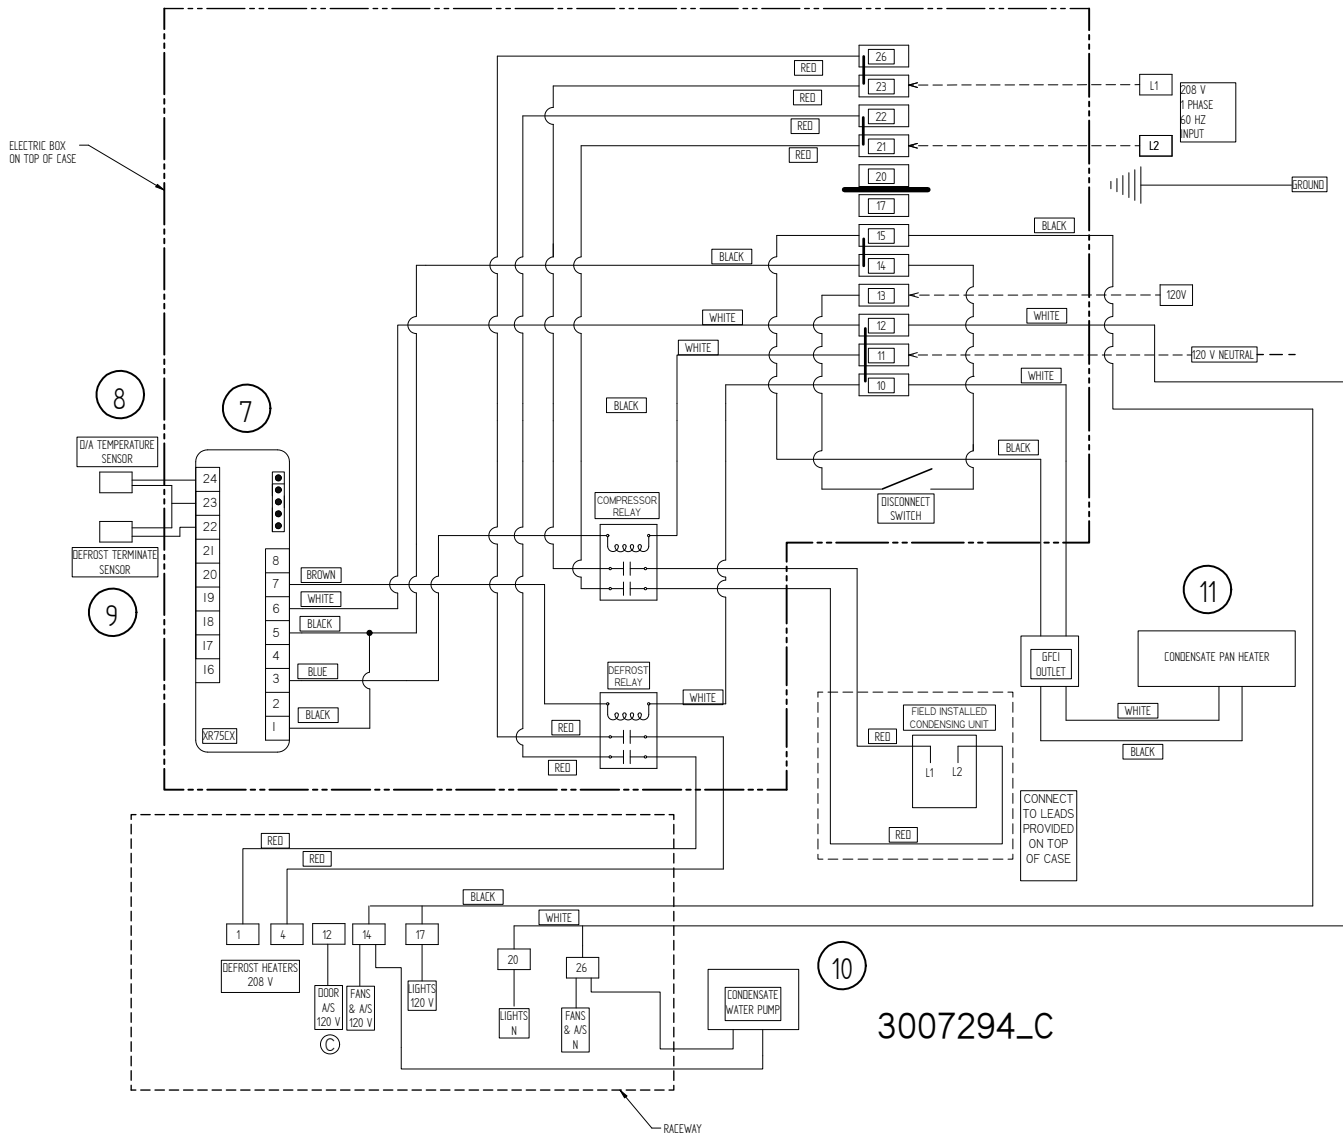 26
RED
23
L1
208 V
1 PHASE
60 HZ
INPUT
RED
22
RED
21
L2
RED
ELECTRIC BOX
ON TOP OF CASE
20
GROUND
17
15
BLACK
BLACK
14
13
120V
WHITE
12
WHITE
WHITE
11
120 V NEUTRAL
10
WHITE
8
7
BLACK
D/A TEMPERATURE
SENSOR
BLACK
24
23
22
21
20
19
18
17
16
8
7
6
5
4
3
2
1
XR75CX
COMPRESSOR
RELAY
DISCONNECT
SWITCH
DEFROST TERMINATE
SENSOR
9
BROWN
WHITE
BLACK
BLUE
BLACK
11
GFCI
OUTLET
CONDENSATE PAN HEATER
DEFROST
RELAY
WHITE
RED
RED
WHITE
BLACK
FIELD INSTALLED
CONDENSING UNIT
RED
L1
L2
RED
CONNECT
TO LEADS
PROVIDED
ON TOP
OF CASE
RED
RED
BLACK
WHITE
1
4
12
14
17
20
26
DEFROST HEATERS
208 V
DOOR
A/S
120 V
C
FANS
& A/S
120 V
LIGHTS
120 V
LIGHTS
N
FANS
& A/S
N
CONDENSATE
WATER PUMP
10
3007294_C
RACEWAY